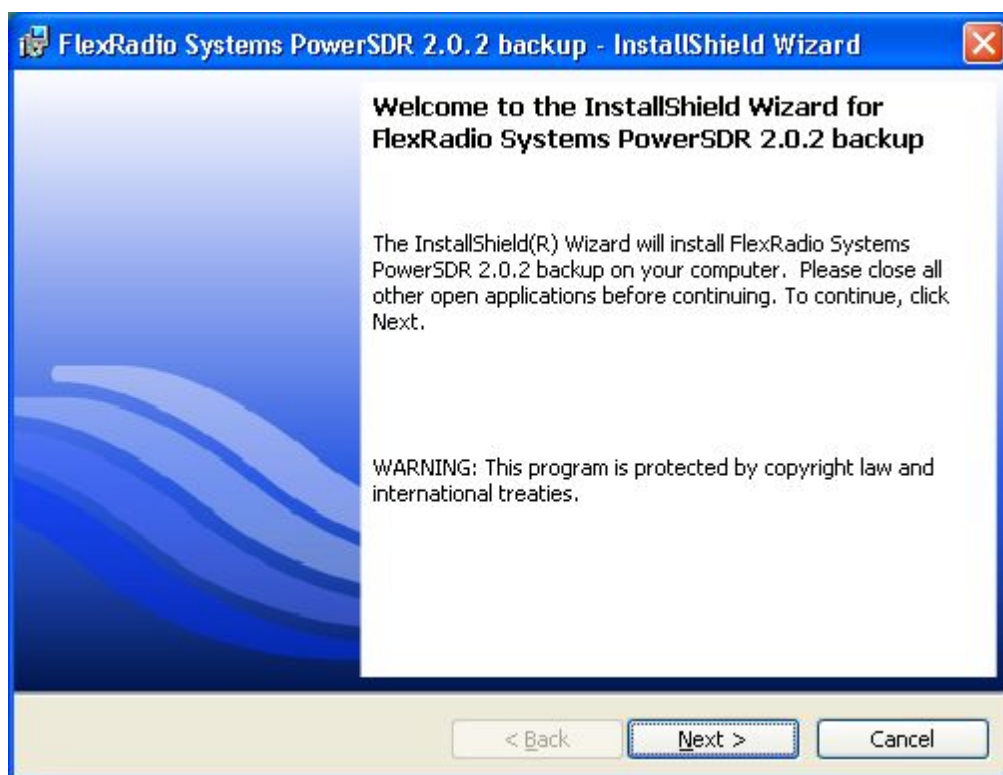 FlexRadio Systems PowerSDR 2.0.2 backup - InstallShield Wizard
Welcome to the InstallShield Wizard for
FlexRadio Systems PowerSDR 2.0.2 backup
The InstallShield(R) Wizard will install FlexRadio Systems
PowerSDR 2.0.2 backup on your computer.  Please close all
other open applications before continuing. To continue, click
Next.
WARNING: This program is protected by copyright law and
international treaties.
< Back
Next >
Cancel